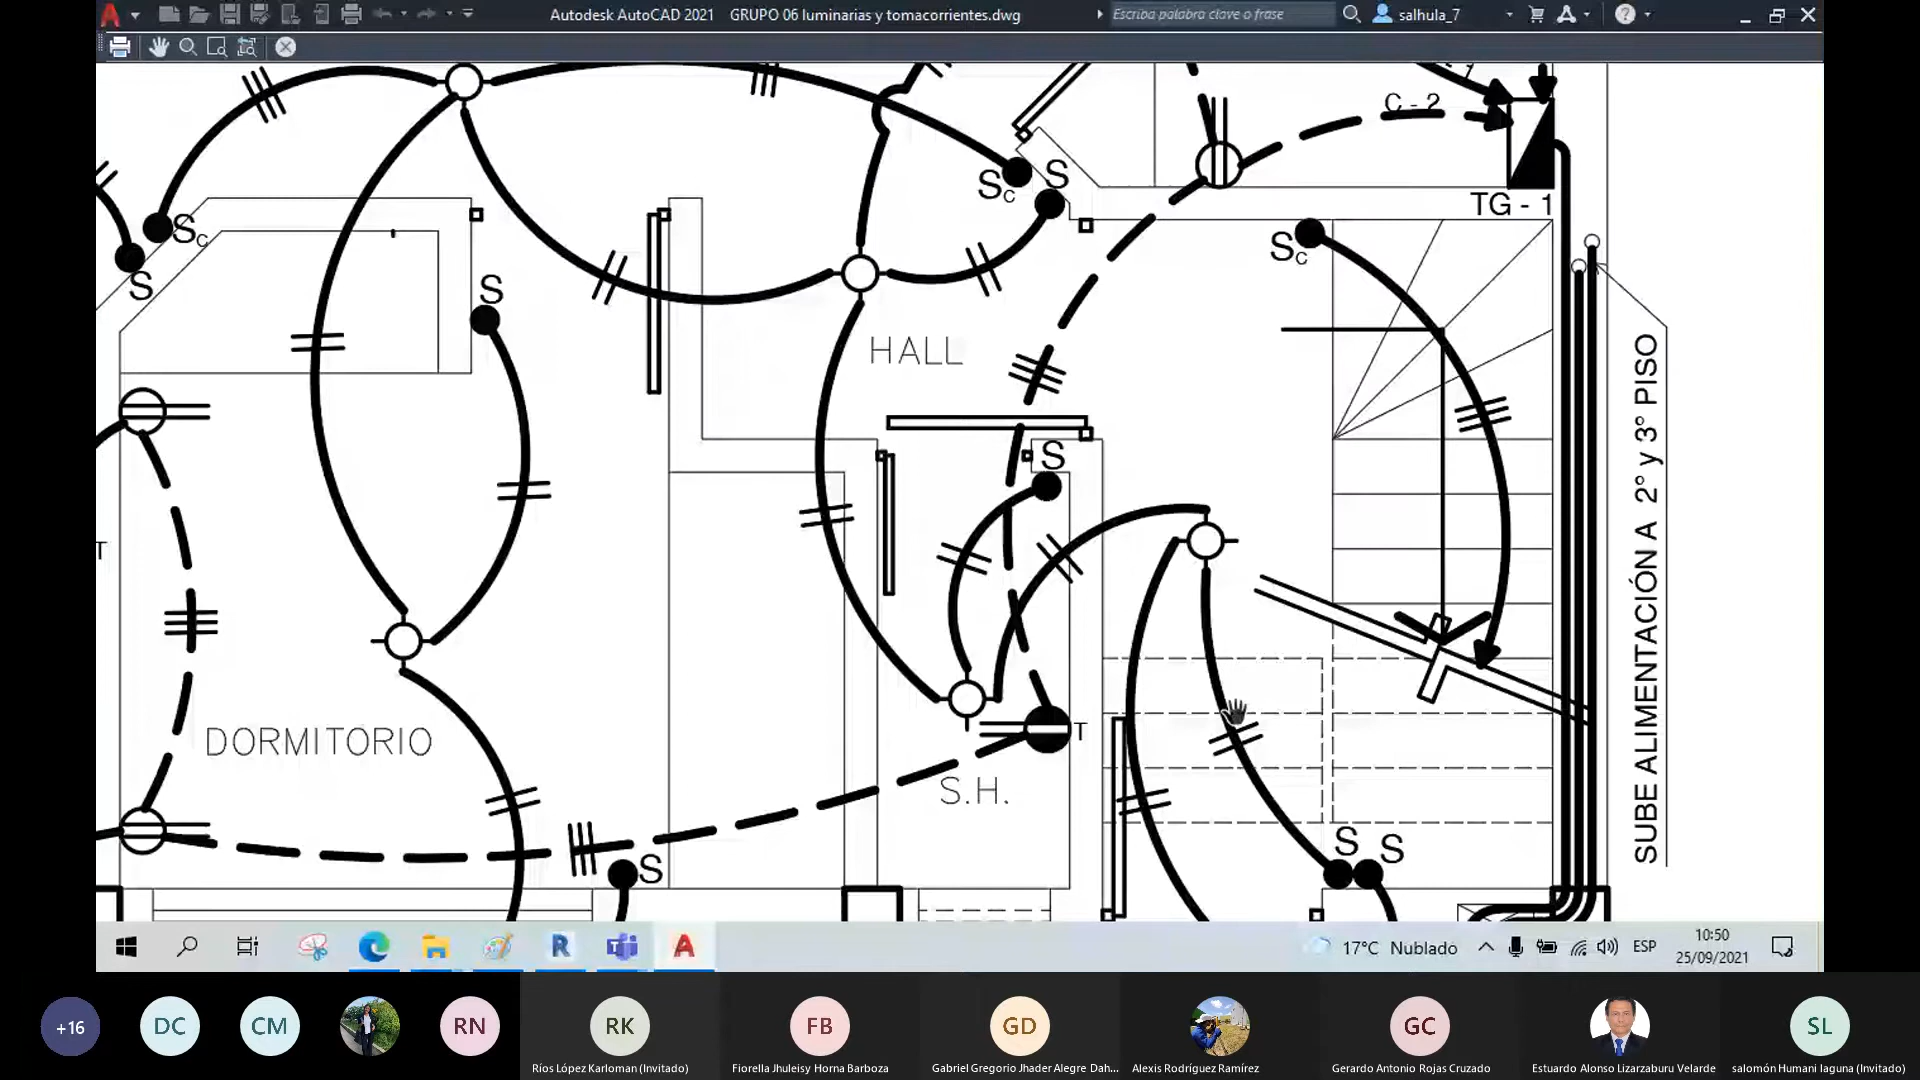 Autodesk AutoCAD 2021 GRUPO 06 luminarias y tomacorrientes.dwg
Escriba palabra clave o frase
salhula_7
C - 2
TG - 1
Sc
S
Sc
S
Sc
S
S
HALL
S
T
T
DORMITORIO
S.H.
S
S
S
SUBE ALIMENTACIÓN A 2° y 3° PISO
17°C Nublado
ESP
10:50
25/09/2021
+16
DC
CM
RN
RK
FB
GD
GC
SL
Ríos López Karloman (Invitado)
Fiorella Jhuleisy Horna Barboza
Gabriel Gregorio Jhader Alegre Dah...
Alexis Rodríguez Ramírez
Gerardo Antonio Rojas Cruzado
Estuardo Alonso Lizarzaburu Velarde
salomón Humani laguna (Invitado)